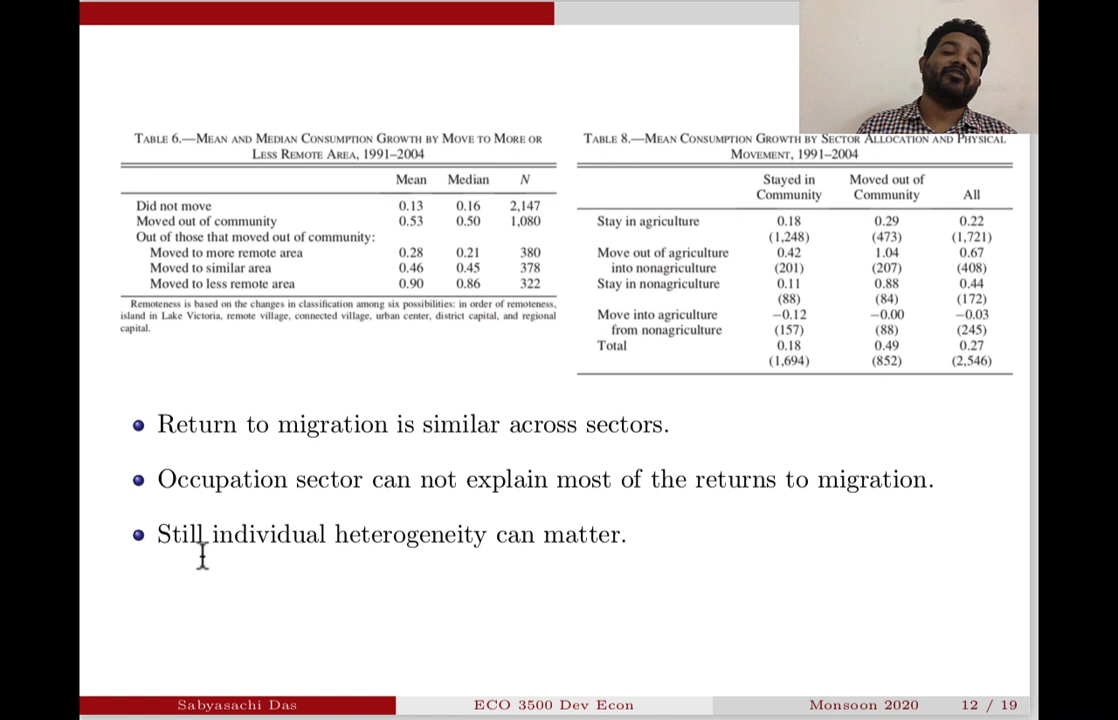 TABLE 6.—MEAN AND MEDIAN CONSUMPTION GROWTH BY MOVE TO MORE OR
LESS REMOTE AREA, 1991–2004
Mean Median N
Did not move 0.13 0.16 2,147
Moved out of community 0.53 0.50 1,080
Out of those that moved out of community:
Moved to more remote area 0.28 0.21 380
Moved to similar area 0.46 0.45 378
Moved to less remote area 0.90 0.86 322
Remoteness is based on the changes in classification among six possibilities: in order of remoteness,
island in Lake Victoria, remote village, connected village, urban center, district capital, and regional
capital.
TABLE 8.—MEAN CONSUMPTION GROWTH BY SECTOR ALLOCATION AND PHYSICAL
MOVEMENT, 1991–2004
Stayed in Moved out of
Community Community All
Stay in agriculture 0.18 0.29 0.22
(1,248) (473) (1,721)
Move out of agriculture 0.42 1.04 0.67
into nonagriculture (201) (207) (408)
Stay in nonagriculture 0.11 0.88 0.44
(88) (84) (172)
Move into agriculture −0.12 −0.00 −0.03
from nonagriculture (157) (88) (245)
Total 0.18 0.49 0.27
(1,694) (852) (2,546)
Return to migration is similar across sectors.
Occupation sector can not explain most of the returns to migration.
Still individual heterogeneity can matter.
Sabyasachi Das ECO 3500 Dev Econ Monsoon 2020 12 / 19